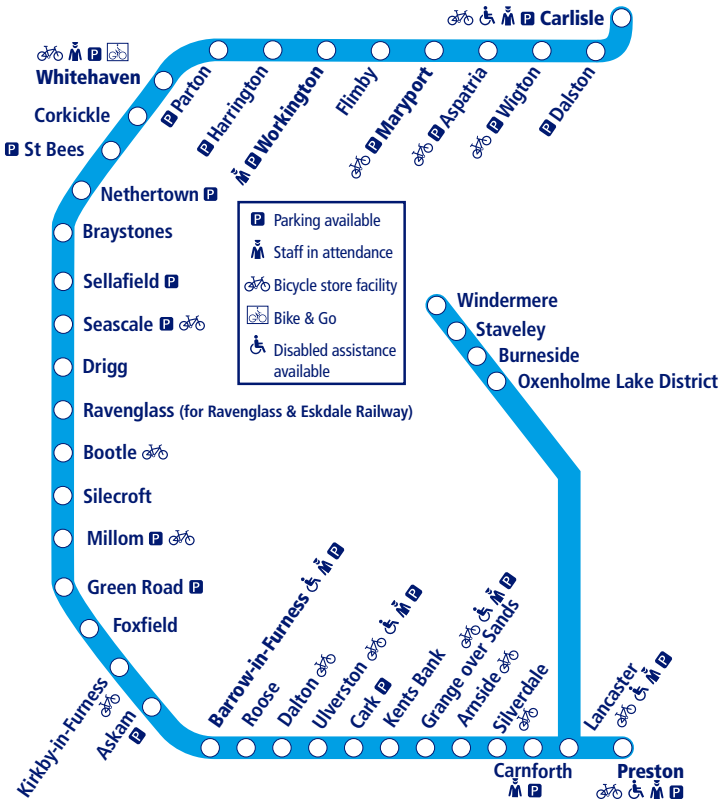 P Carlisle
P
Whitehaven
Corkickle
P St Bees
Nethertown P
Braystones
Sellafield P
Seascale P
Drigg
Ravenglass (for Ravenglass & Eskdale Railway)
Bootle
Silecroft
Millom P
Green Road P
Foxfield
Kirkby-in-Furness
Askam P
P Parton
P Harrington
P Workington
Flimby
P Maryport
P Aspatria
P Wigton
P Dalston
P Parking available
Staff in attendance
Bicycle store facility
Bike & Go
Disabled assistance
available
Windermere
Staveley
Burneside
Oxenholme Lake District
Barrow-in-Furness P
Roose
Dalton
Ulverston P
Cark P
Kents Bank
Grange over Sands P
Arnside
Silverdale
Carnforth
P
Lancaster
P
Preston
P